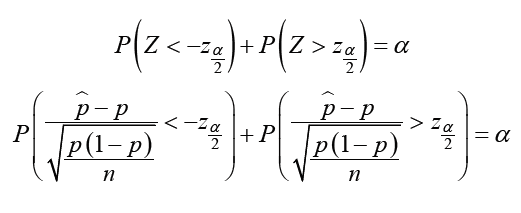 P(Z < −z_{α/2}) + P(Z > z_{α/2}) = α
P((p̂ − p)/√(p(1 − p)/n) < −z_{α/2}) + P((p̂ − p)/√(p(1 − p)/n) > z_{α/2}) = α